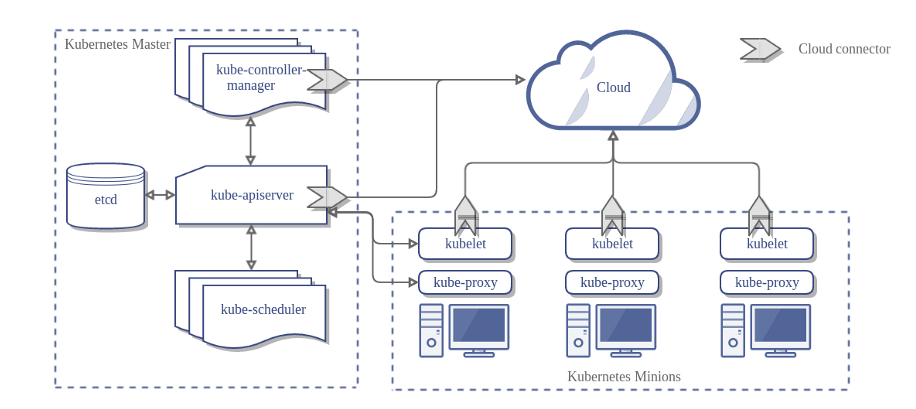 Kubernetes Master
kube-controller-
manager
Cloud connector
Cloud
etcd
kube-apiserver
kubelet
kubelet
kubelet
kube-proxy
kube-proxy
kube-proxy
kube-scheduler
Kubernetes Minions